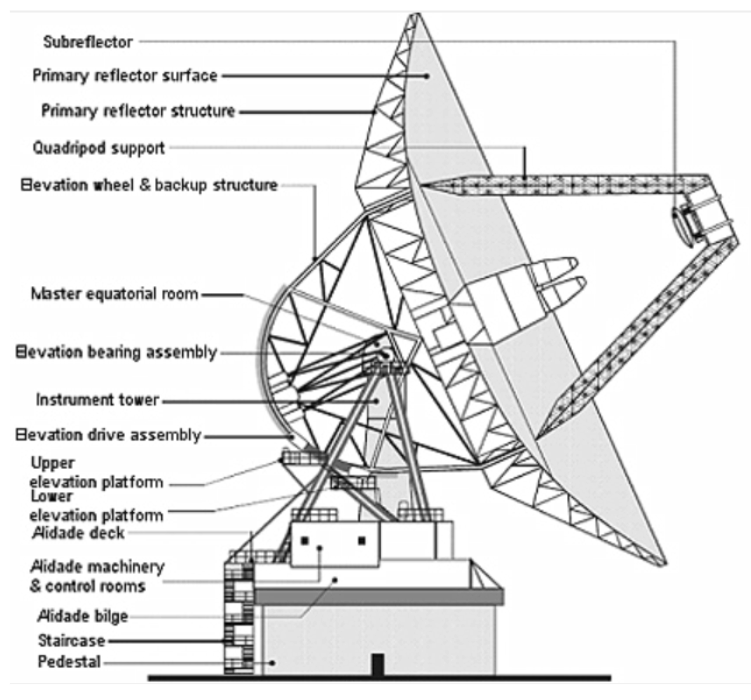 Subreflector
Primary reflector surface
Primary reflector structure
Quadripod support
Elevation wheel & backup structure
Master equatorial room
Elevation bearing assembly
Instrument tower
Elevation drive assembly
Upper
elevation platform
Lower
elevation platform
Alidade deck
Alidade machinery
& control rooms
Alidade bilge
Staircase
Pedestal